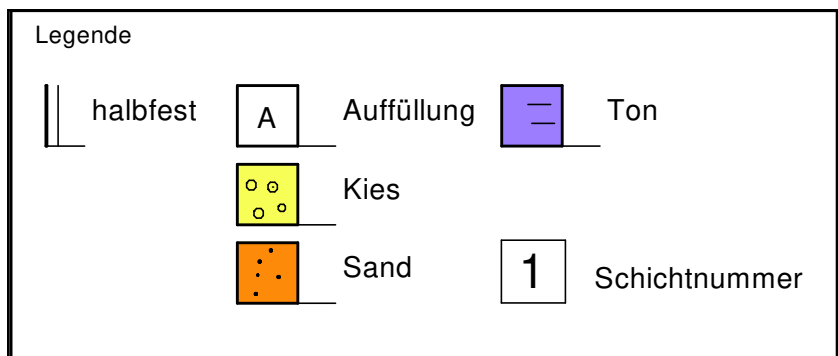 Legende
halbfest A Auffüllung Ton
Kies
Sand 1 Schichtnummer